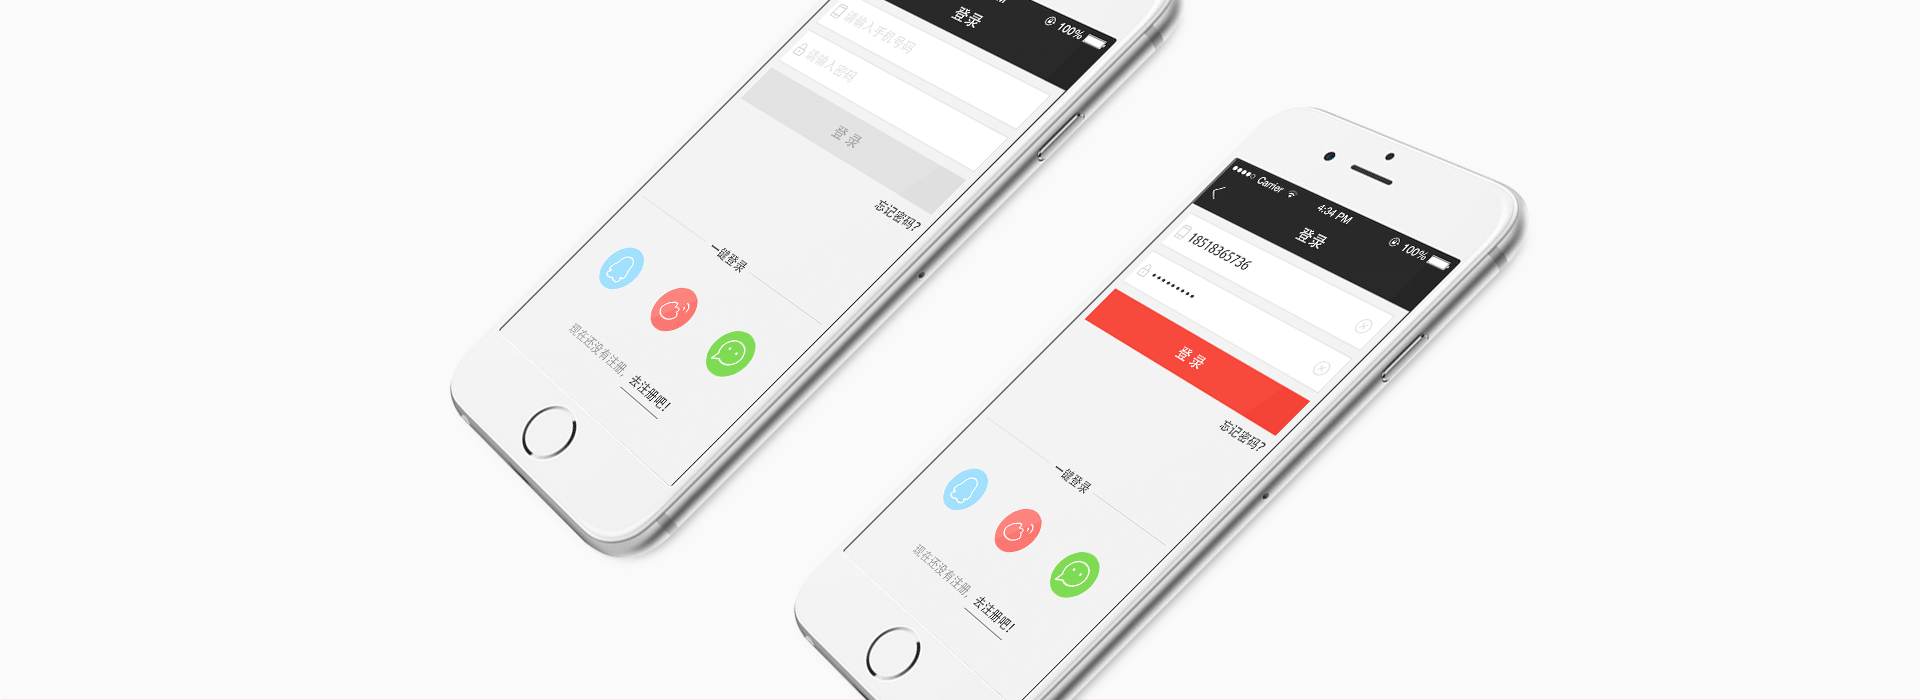 M
100%
登录
请输入手机号码
请输入密码
登 录
忘记密码?
一键登录
现在还没有注册, 去注册吧!
Carrier
4:34 PM
100%
登录
18518365736
•••••••••
登 录
忘记密码?
一键登录
现在还没有注册, 去注册吧!